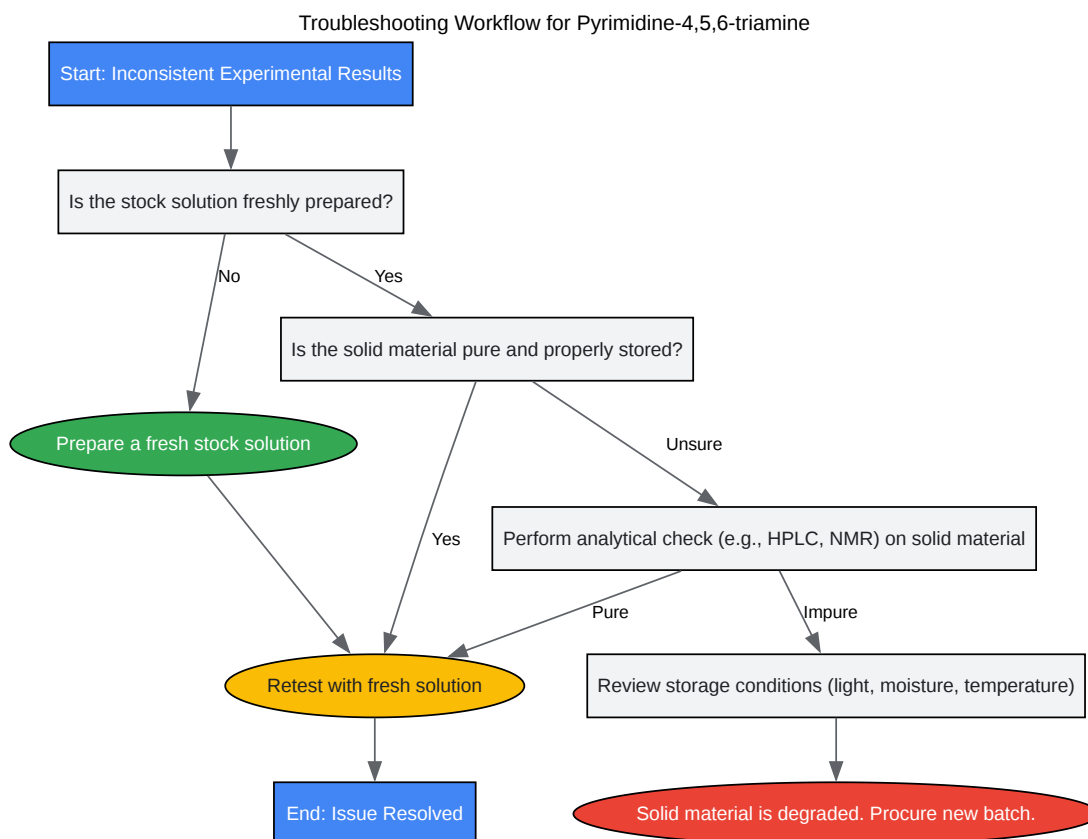 Troubleshooting Workflow for Pyrimidine-4,5,6-triamine
Start: Inconsistent Experimental Results
Is the stock solution freshly prepared?
No
Yes
Is the solid material pure and properly stored?
Prepare a fresh stock solution
Unsure
Yes
Perform analytical check (e.g., HPLC, NMR) on solid material
Pure
Impure
Retest with fresh solution
Review storage conditions (light, moisture, temperature)
End: Issue Resolved
Solid material is degraded. Procure new batch.